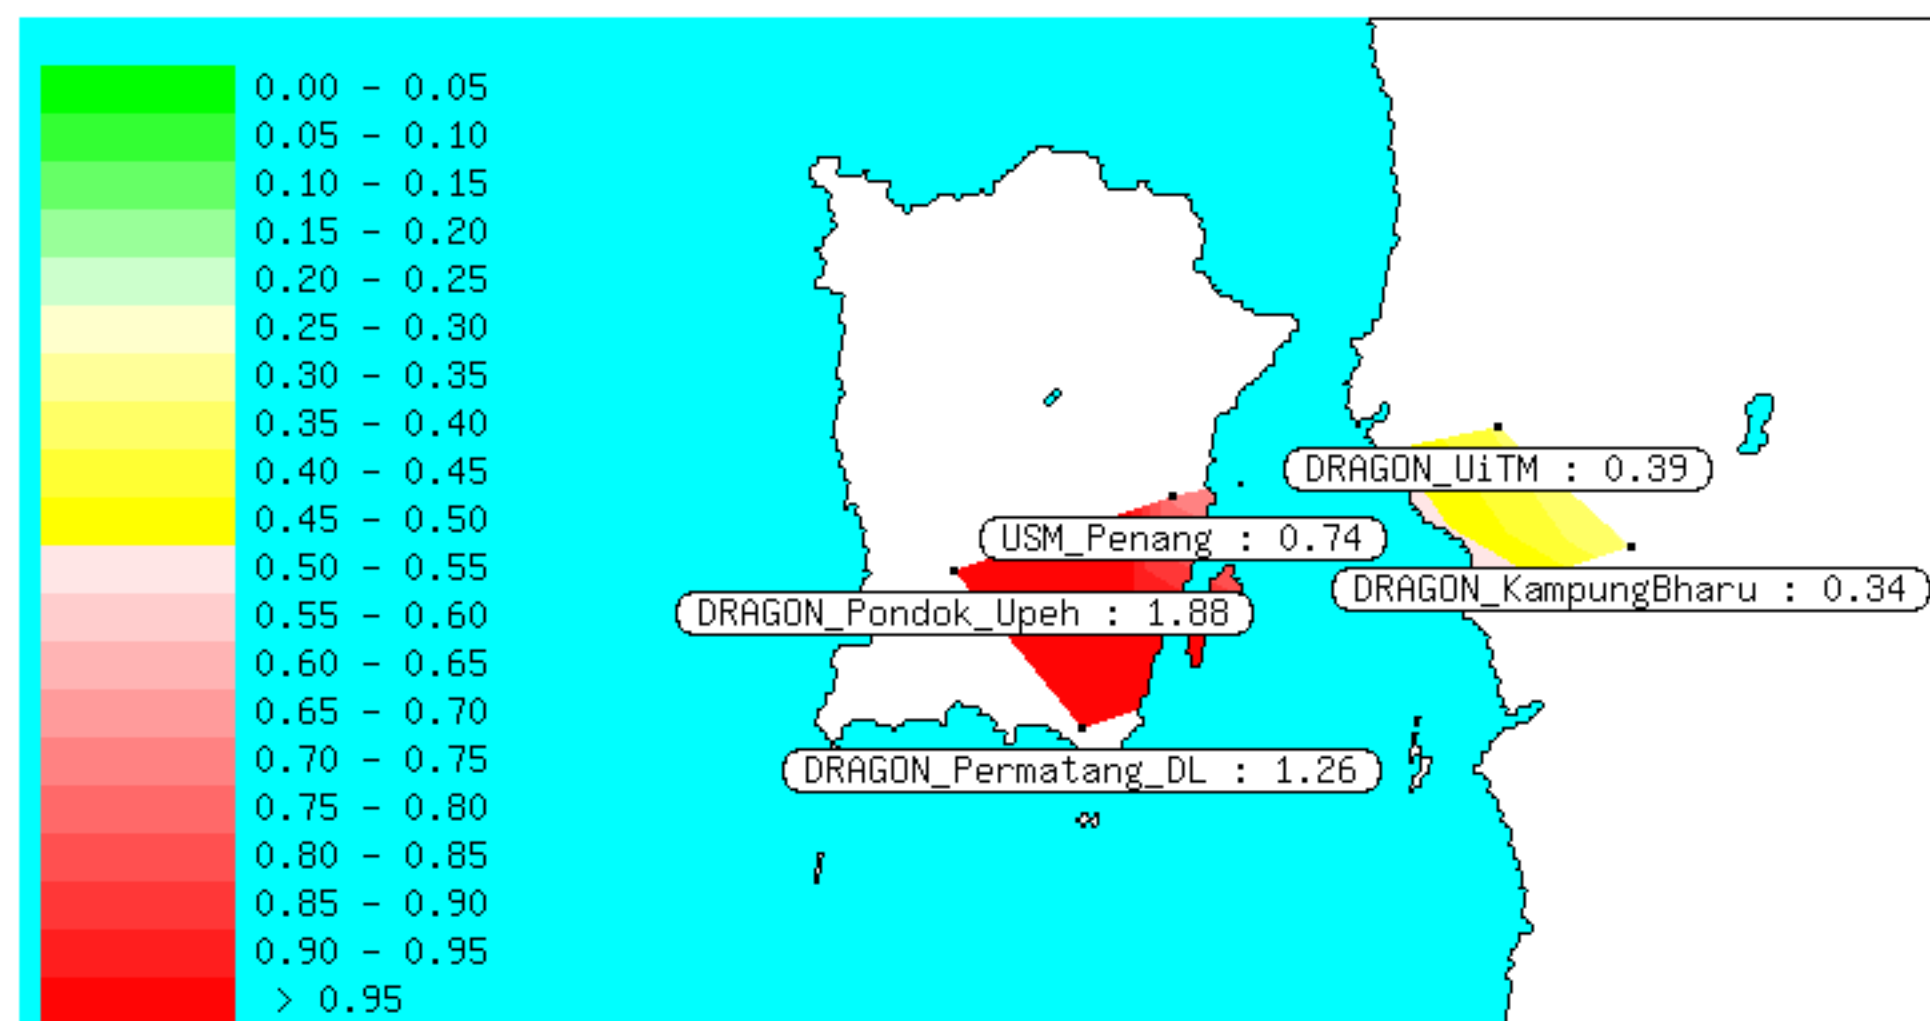 0.00 - 0.05
0.05 - 0.10
0.10 - 0.15
0.15 - 0.20
0.20 - 0.25
0.25 - 0.30
0.30 - 0.35
0.35 - 0.40
0.40 - 0.45
0.45 - 0.50
0.50 - 0.55
0.55 - 0.60
0.60 - 0.65
0.65 - 0.70
0.70 - 0.75
0.75 - 0.80
0.80 - 0.85
0.85 - 0.90
0.90 - 0.95
> 0.95
DRAGON_UiTM : 0.39
USM_Penang : 0.74
DRAGON_KampungBharu : 0.34
DRAGON_Pondok_Upeh : 1.88
DRAGON_Permatang_DL : 1.26